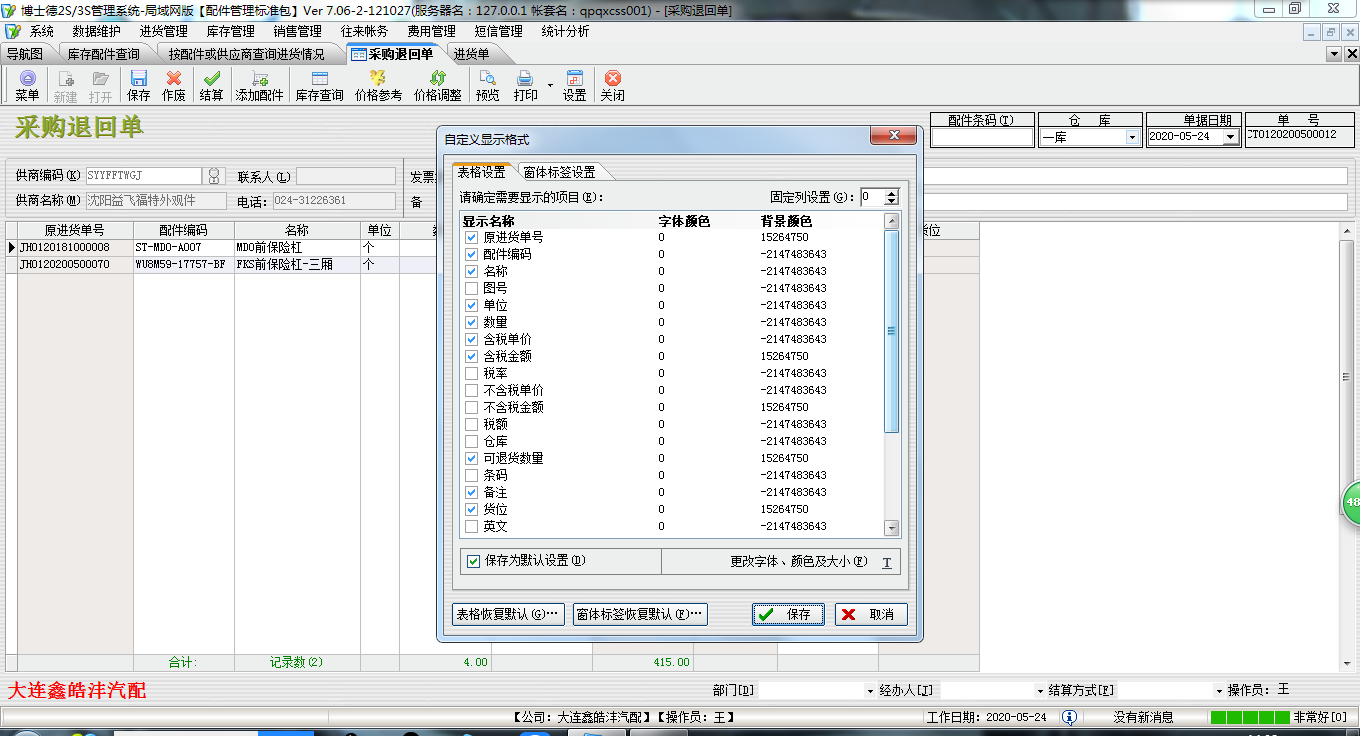 博士德2S/3S管理系统-局域网版【配件管理标准包】Ver 7.06-2-121027(服务器名：127.0.0.1 帐套名：qpqxcss001) - [采购退回单]
系统 数据维护 进货管理 库存管理 销售管理 往来帐务 费用管理 短信管理 统计分析
导航图 库存配件查询 按配件或供应商查询进货情况 采购退回单 进货单
菜单 新建 打开 保存 作废 结算 添加配件 库存查询 价格参考 价格调整 预览 打印 设置 关闭
采购退回单
配件条码(T) 仓 库 单据日期 单 号
一库 2020-05-24 CT0120200500012
供商编码(K) SYYFFTWGJ 联系人(L) 发票
供商名称(M) 沈阳益飞福特外观件 电话: 024-31226361 备
原进货单号 配件编码 名称 单位 货位
JH0120181000008 ST-MDO-A007 MDO前保险杠 个
JH0120200500070 WU8M59-17757-BF FKS前保险杠-三厢 个
自定义显示格式
表格设置 窗体标签设置
请确定需要显示的项目(E): 固定列设置(G): 0
显示名称 字体颜色 背景颜色
原进货单号 0 15264750
配件编码 0 -2147483643
名称 0 -2147483643
图号 0 -2147483643
单位 0 -2147483643
数量 0 -2147483643
含税单价 0 -2147483643
含税金额 0 15264750
税率 0 -2147483643
不含税单价 0 -2147483643
不含税金额 0 15264750
税额 0 -2147483643
仓库 0 -2147483643
可退货数量 0 15264750
条码 0 -2147483643
备注 0 -2147483643
货位 0 15264750
英文 0 -2147483643
保存为默认设置(D) 更改字体、颜色及大小(F) T
表格恢复默认(G)… 窗体标签恢复默认(F)… 保存 取消
合计: 记录数(2) 4.00 415.00
大连鑫皓沣汽配 部门[D] 经办人[J] 结算方式[P] 操作员: 王
【公司: 大连鑫皓沣汽配】【操作员: 王】 工作日期: 2020-05-24 没有新消息 非常好[0]
48